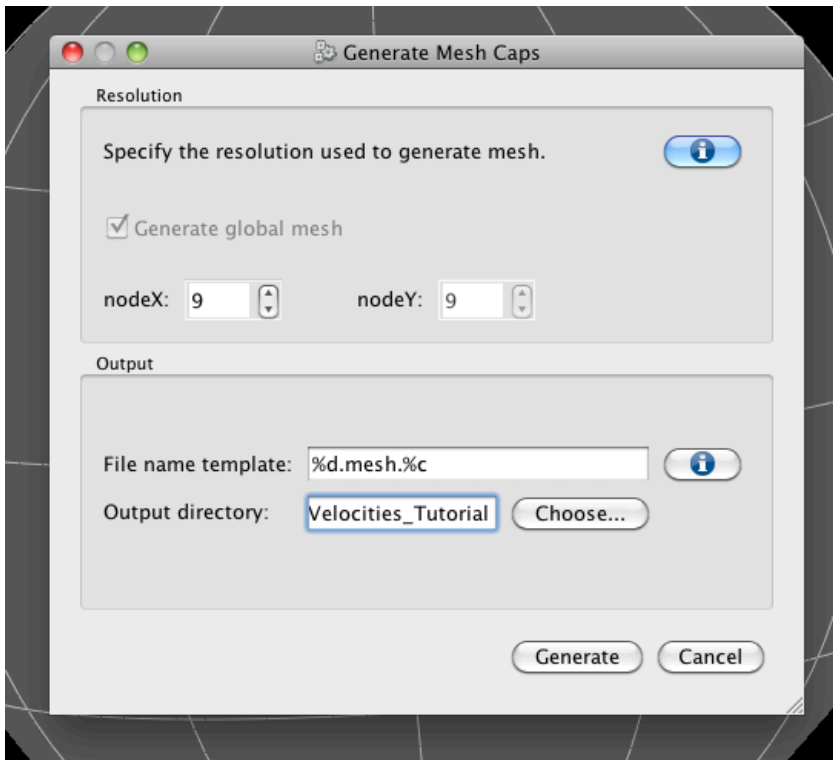 Generate Mesh Caps
Resolution
Specify the resolution used to generate mesh.
Generate global mesh
nodeX: 9 nodeY: 9
Output
File name template: %d.mesh.%c
Output directory: Velocities_Tutorial Choose...
Generate Cancel